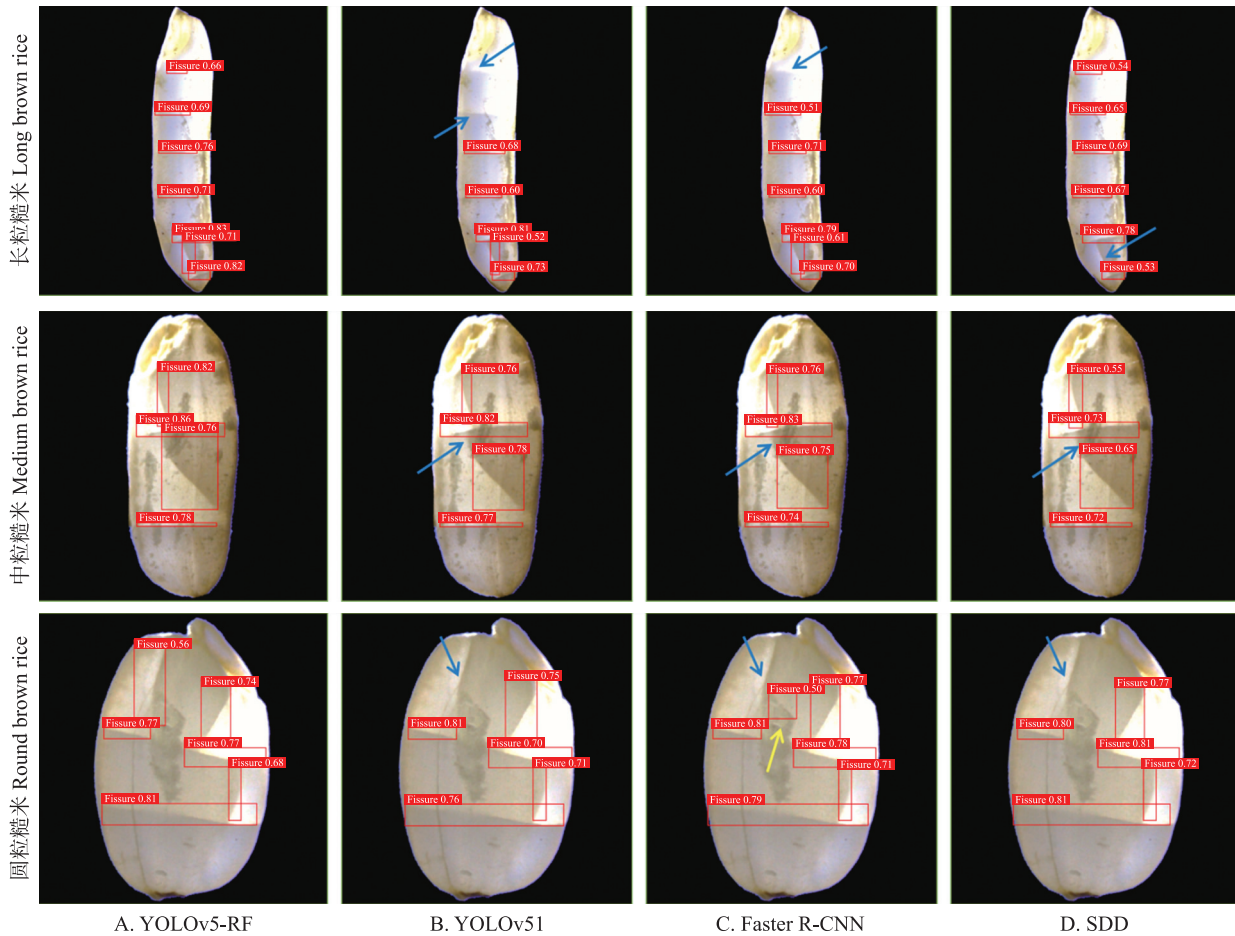 长粒糙米 Long brown rice
Fissure 0.66
Fissure 0.69
Fissure 0.76
Fissure 0.71
Fissure 0.83
Fissure 0.71
Fissure 0.82
Fissure 0.68
Fissure 0.60
Fissure 0.81
Fissure 0.52
Fissure 0.73
Fissure 0.51
Fissure 0.71
Fissure 0.60
Fissure 0.79
Fissure 0.61
Fissure 0.70
Fissure 0.54
Fissure 0.65
Fissure 0.69
Fissure 0.67
Fissure 0.78
Fissure 0.53
中粒糙米 Medium brown rice
Fissure 0.82
Fissure 0.86
Fissure 0.76
Fissure 0.78
Fissure 0.76
Fissure 0.82
Fissure 0.78
Fissure 0.77
Fissure 0.76
Fissure 0.83
Fissure 0.75
Fissure 0.74
Fissure 0.55
Fissure 0.73
Fissure 0.65
Fissure 0.72
圆粒糙米 Round brown rice
Fissure 0.56
Fissure 0.74
Fissure 0.77
Fissure 0.77
Fissure 0.68
Fissure 0.81
Fissure 0.75
Fissure 0.81
Fissure 0.70
Fissure 0.71
Fissure 0.76
Fissure 0.77
Fissure 0.50
Fissure 0.81
Fissure 0.78
Fissure 0.71
Fissure 0.79
Fissure 0.77
Fissure 0.80
Fissure 0.81
Fissure 0.72
Fissure 0.81
A. YOLOv5-RF
B. YOLOv51
C. Faster R-CNN
D. SDD